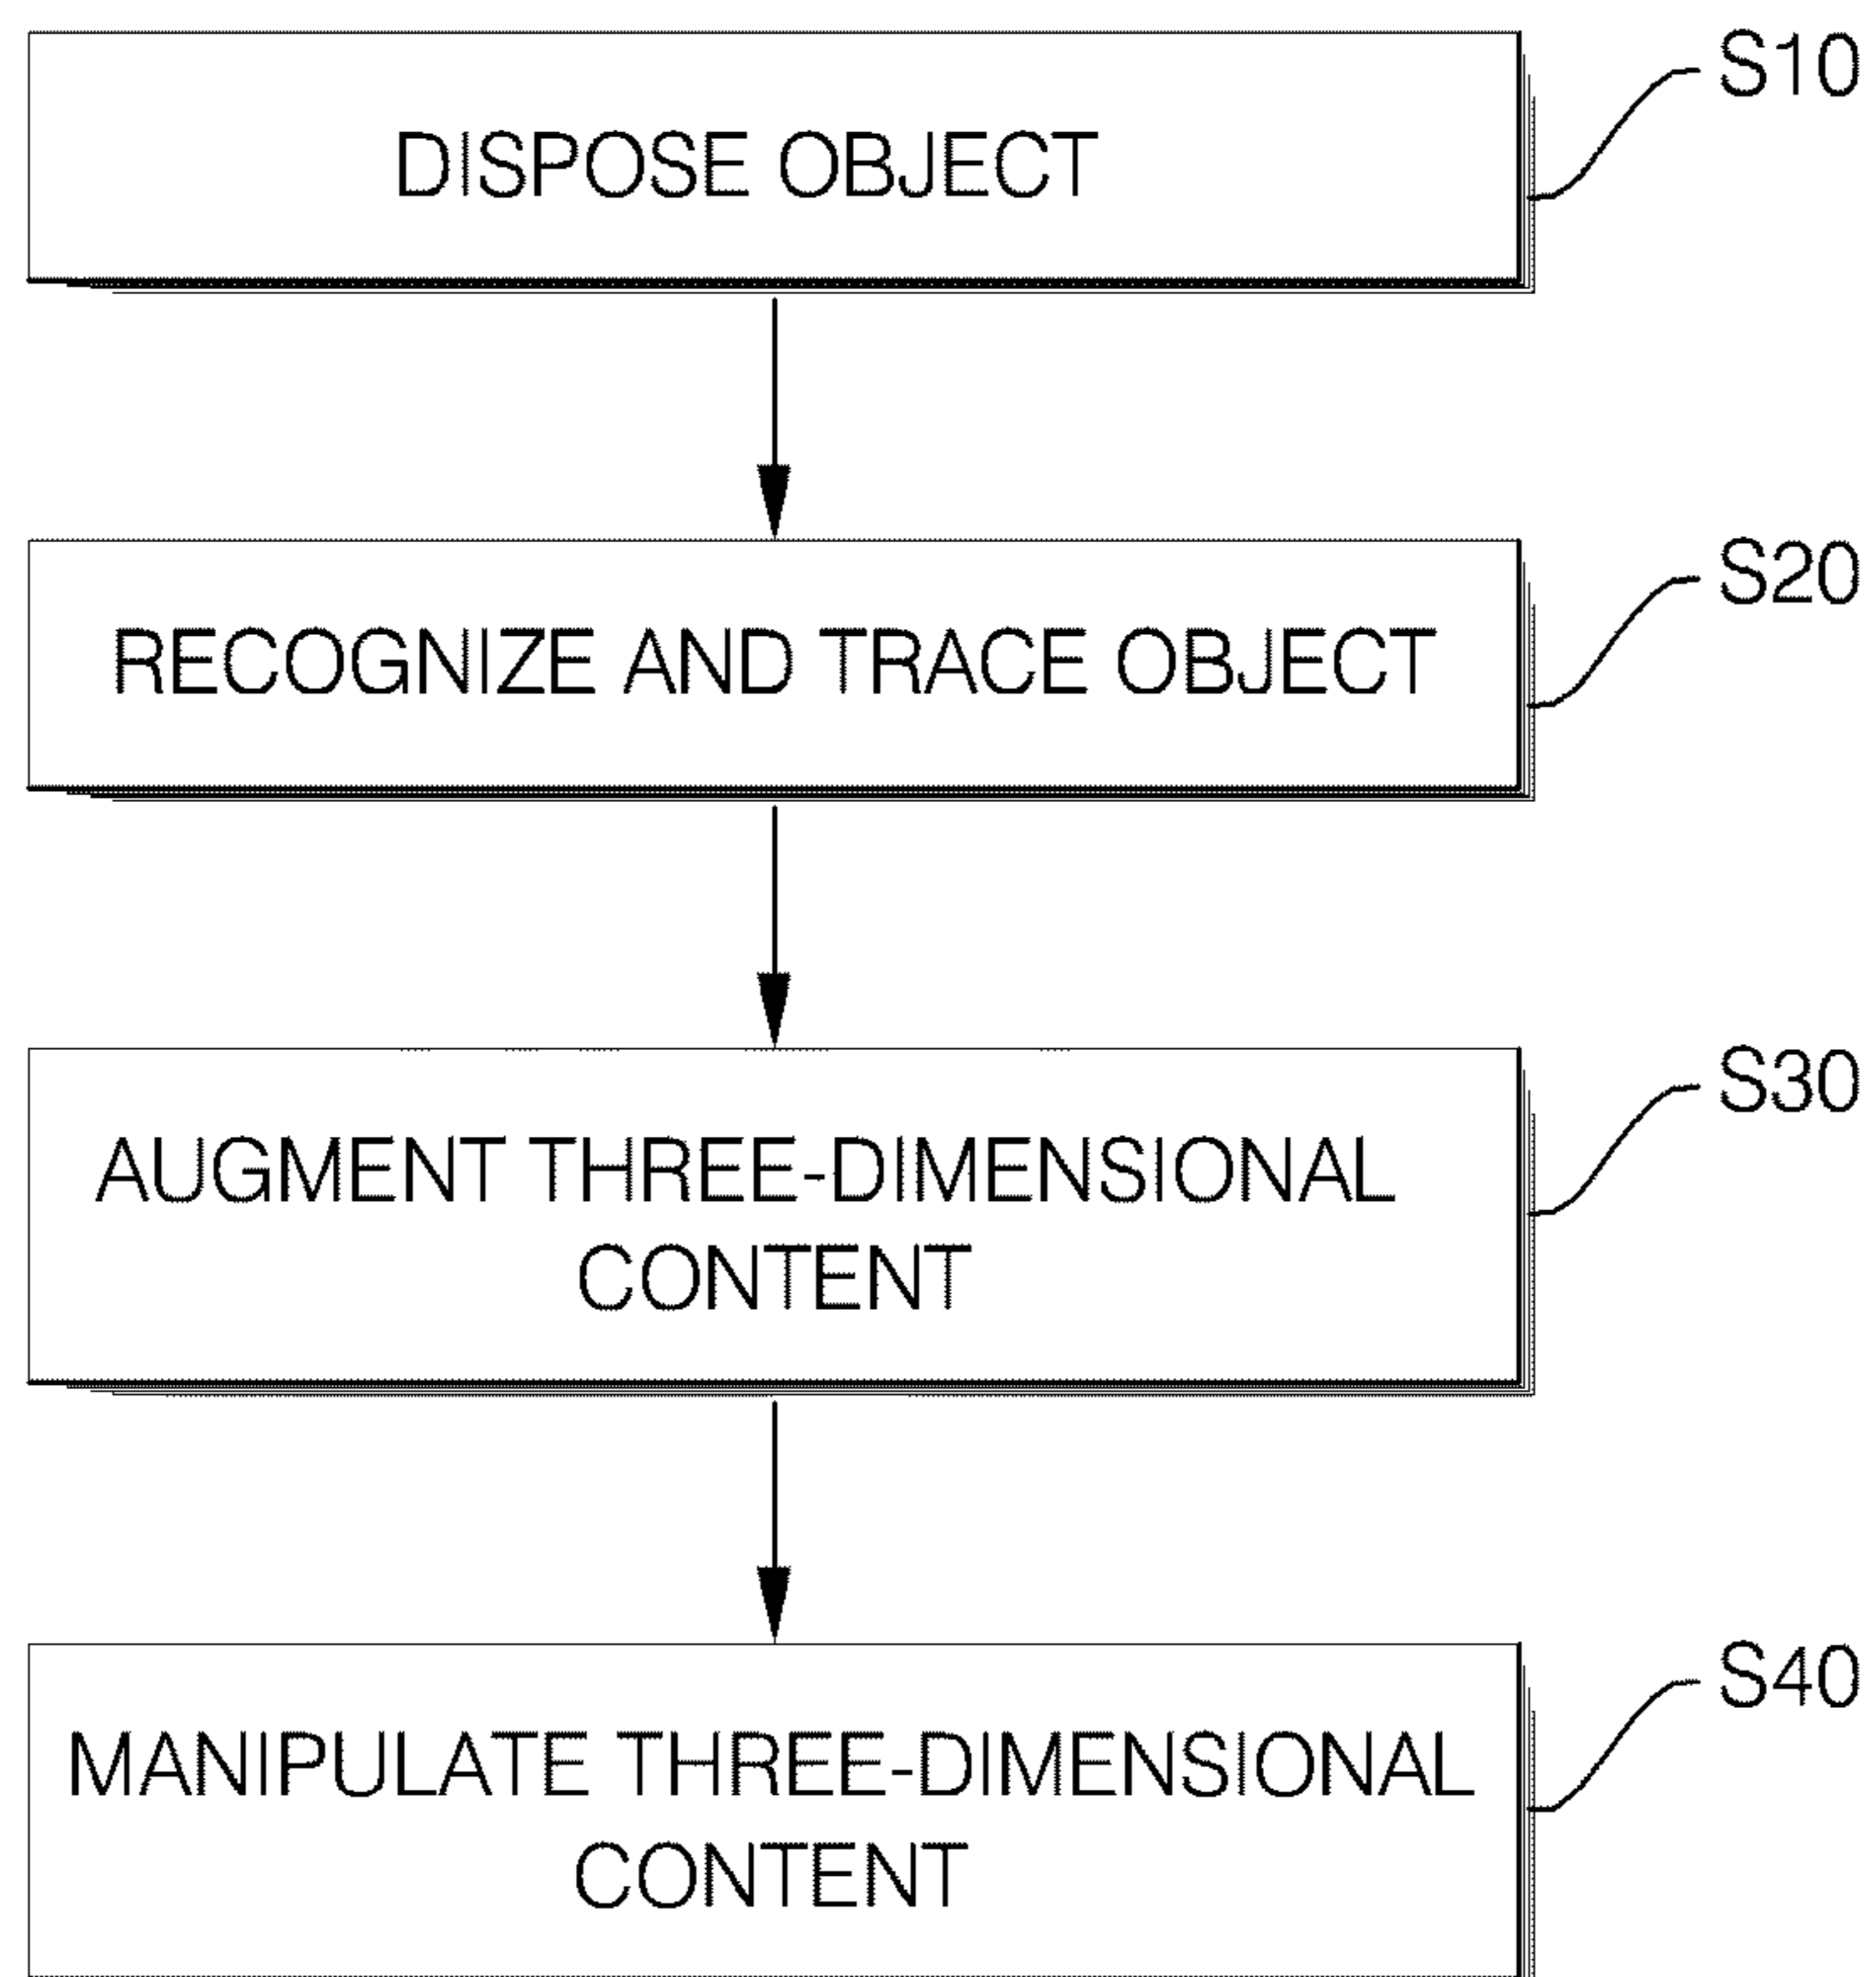 S10
DISPOSE OBJECT
S20
RECOGNIZE AND TRACE OBJECT
S30
AUGMENT THREE-DIMENSIONAL
CONTENT
S40
MANIPULATE THREE-DIMENSIONAL
CONTENT